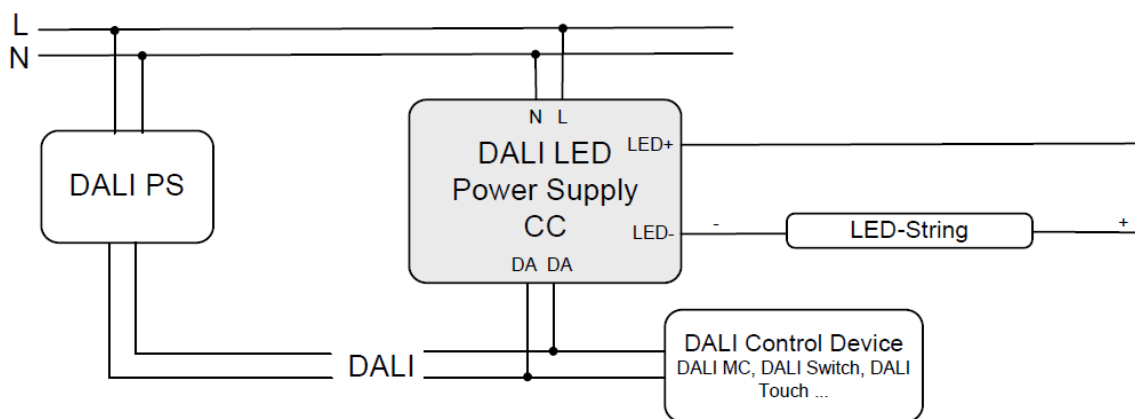 L
N
N L
DALI LED
Power Supply
CC
LED+
LED-
DA DA
DALI PS
-
LED-String
+
DALI
DALI Control Device
DALI MC, DALI Switch, DALI
Touch ...